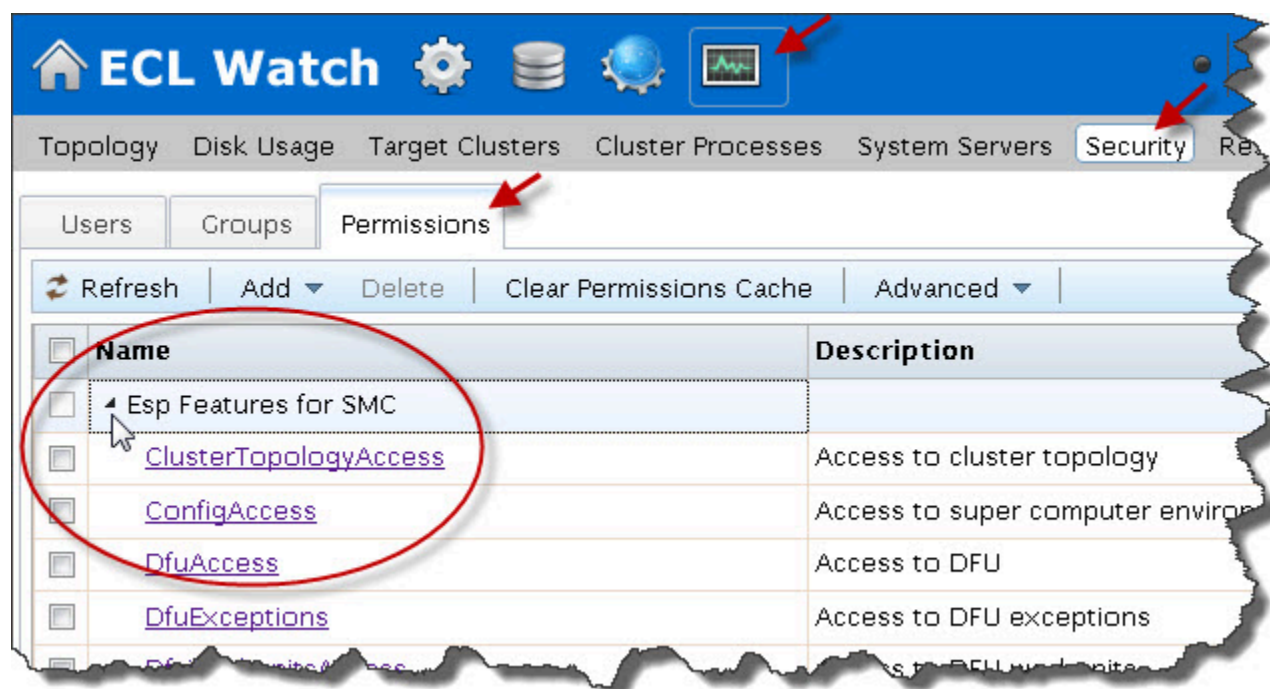 ECL Watch
Topology Disk Usage Target Clusters Cluster Processes System Servers Security
Users Groups Permissions
Refresh Add Delete Clear Permissions Cache Advanced
Name Description
Esp Features for SMC
ClusterTopologyAccess Access to cluster topology
ConfigAccess Access to super computer
DfuAccess Access to DFU
DfuExceptions Access to DFU exceptions